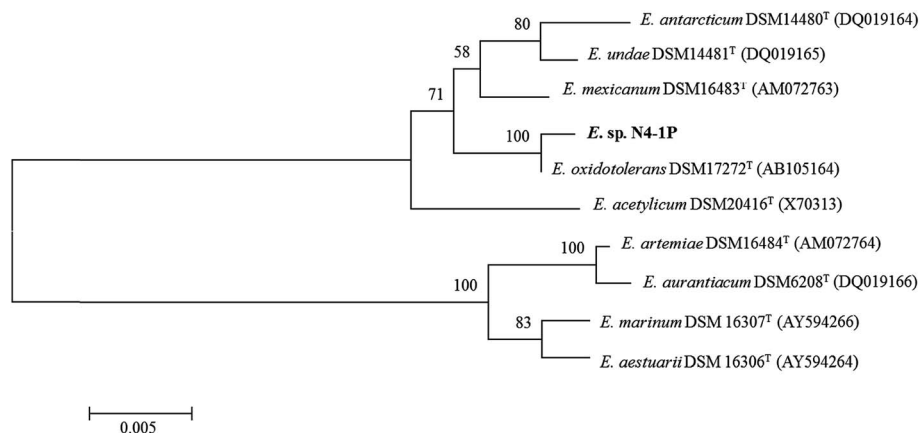 80
E. antarcticum DSM14480ᵀ (DQ019164)
E. undae DSM14481ᵀ (DQ019165)
58
E. mexicanum DSM16483ᵀ (AM072763)
71
100
E. sp. N4-1P
E. oxidotolerans DSM17272ᵀ (AB105164)
E. acetylicum DSM20416ᵀ (X70313)
100
E. artemiae DSM16484ᵀ (AM072764)
E. aurantiacum DSM6208ᵀ (DQ019166)
100
83
E. marinum DSM 16307ᵀ (AY594266)
E. aestuarii DSM 16306ᵀ (AY594264)
0.005